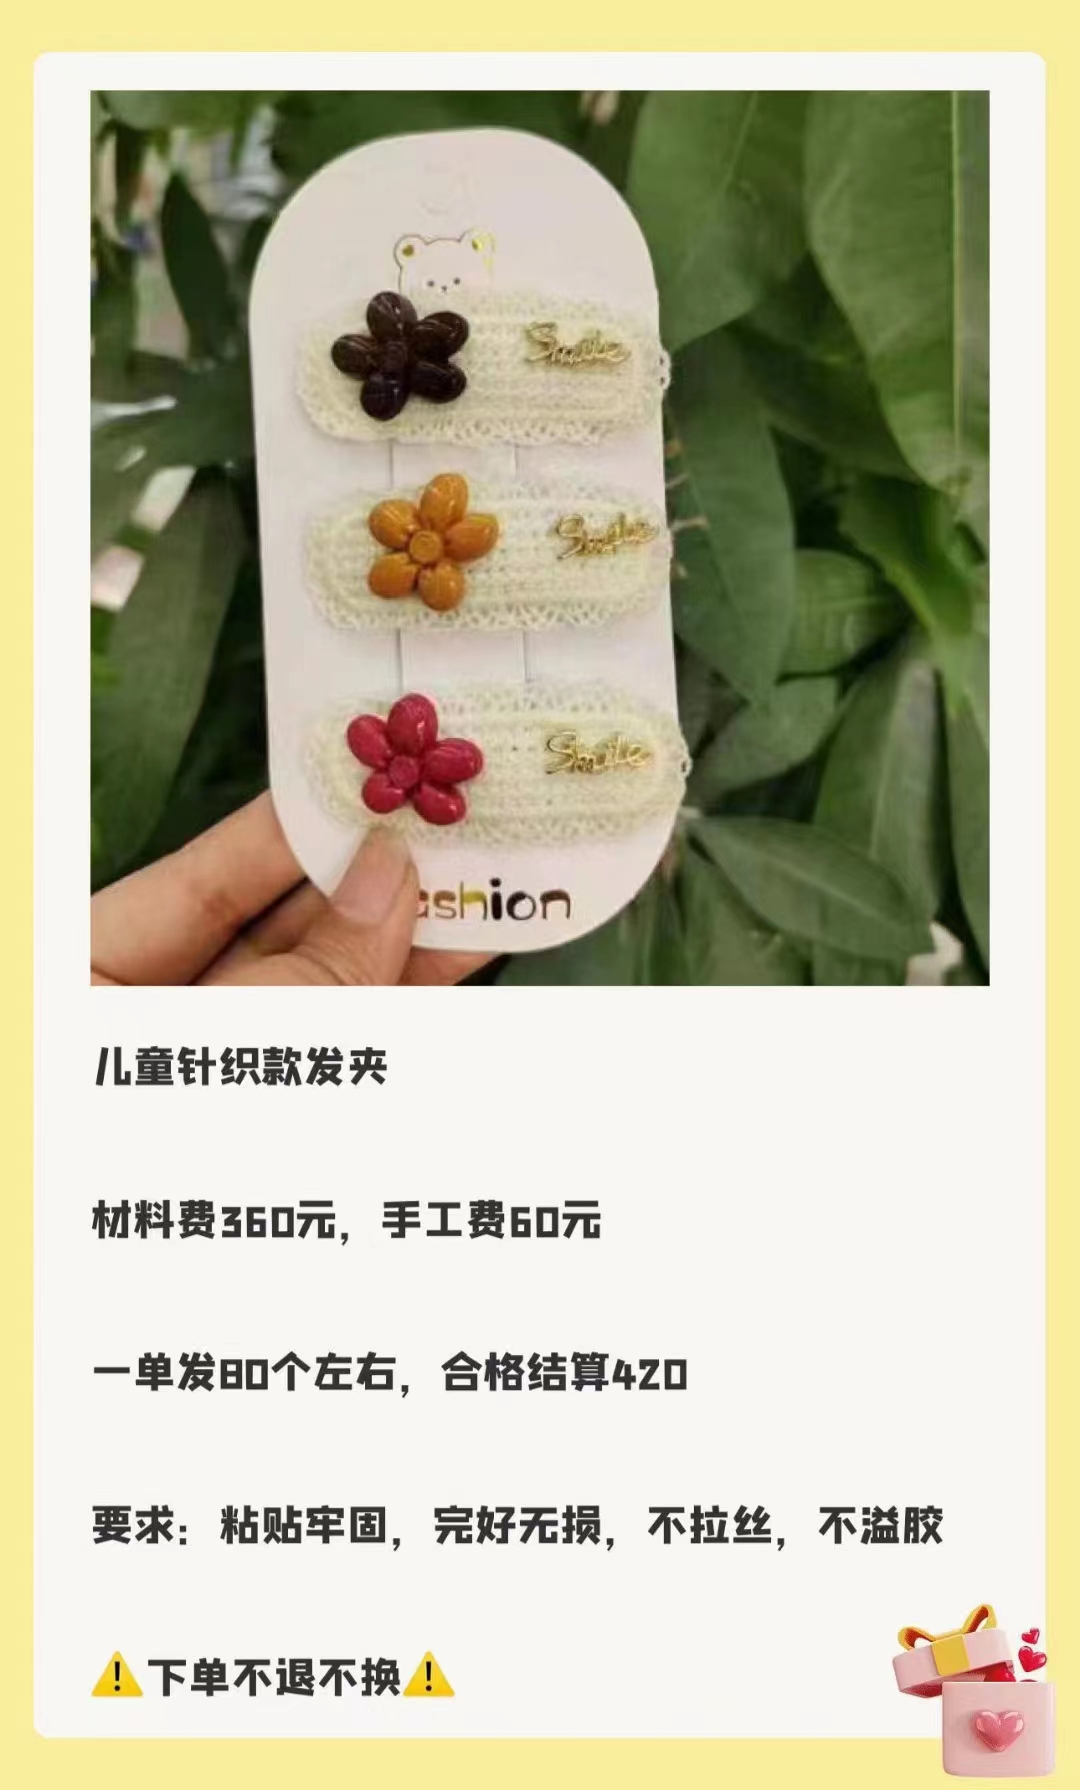 Smile
Smile
Smile
ashion
儿童针织款发夹
材料费360元，手工费60元
一单发80个左右，合格结算420
要求：粘贴牢固，完好无损，不拉丝，不溢胶
⚠️下单不退不换⚠️